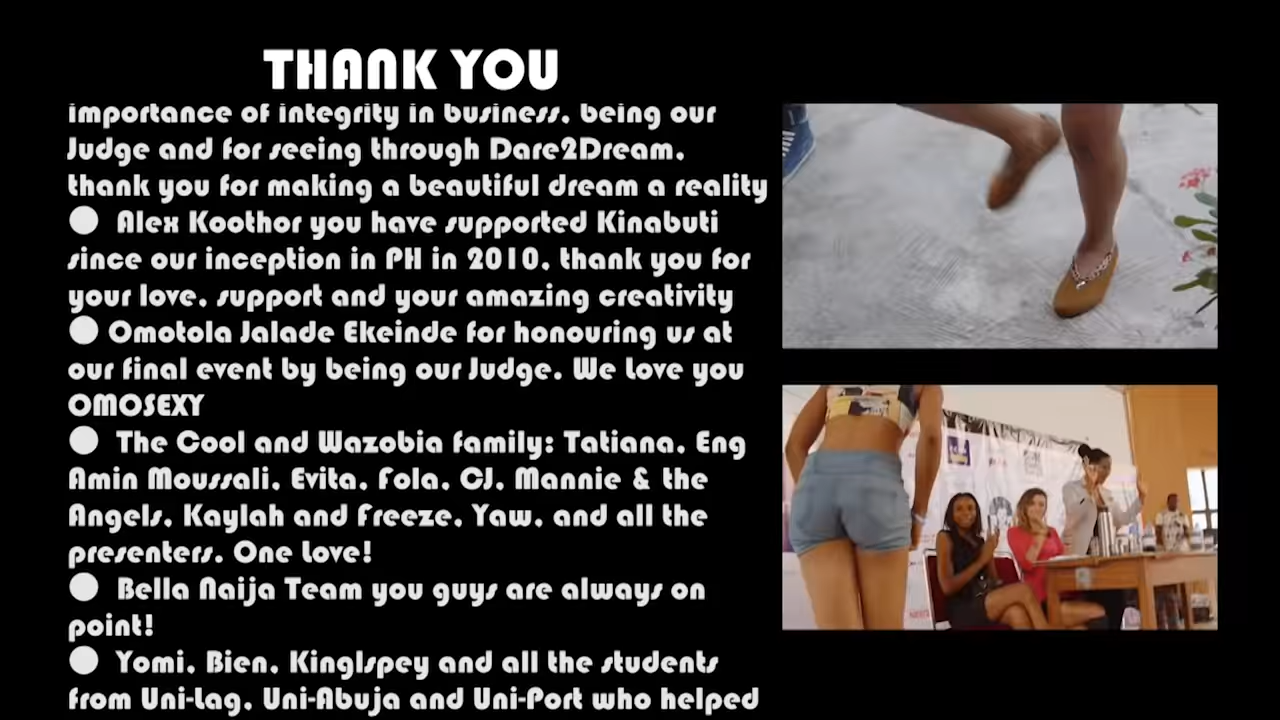 THANK YOU
importance of integrity in business, being our
Judge and for seeing through Dare2Dream,
thank you for making a beautiful dream a reality
● Alex Koothor you have supported Kinabuti
since our inception in PH in 2010, thank you for
your love, support and your amazing creativity
● Omotola Jalade Ekeinde for honouring us at
our final event by being our Judge. We Love you
OMOSEXY
● The Cool and Wazobia family: Tatiana, Eng
Amin Moussali, Evita, Fola, CJ, Mannie & the
Angels, Kaylah and Freeze, Yaw, and all the
presenters. One Love!
● Bella Naija Team you guys are always on
point!
● Yomi, Bien, KingIspey and all the students
from Uni-Lag, Uni-Abuja and Uni-Port who helped